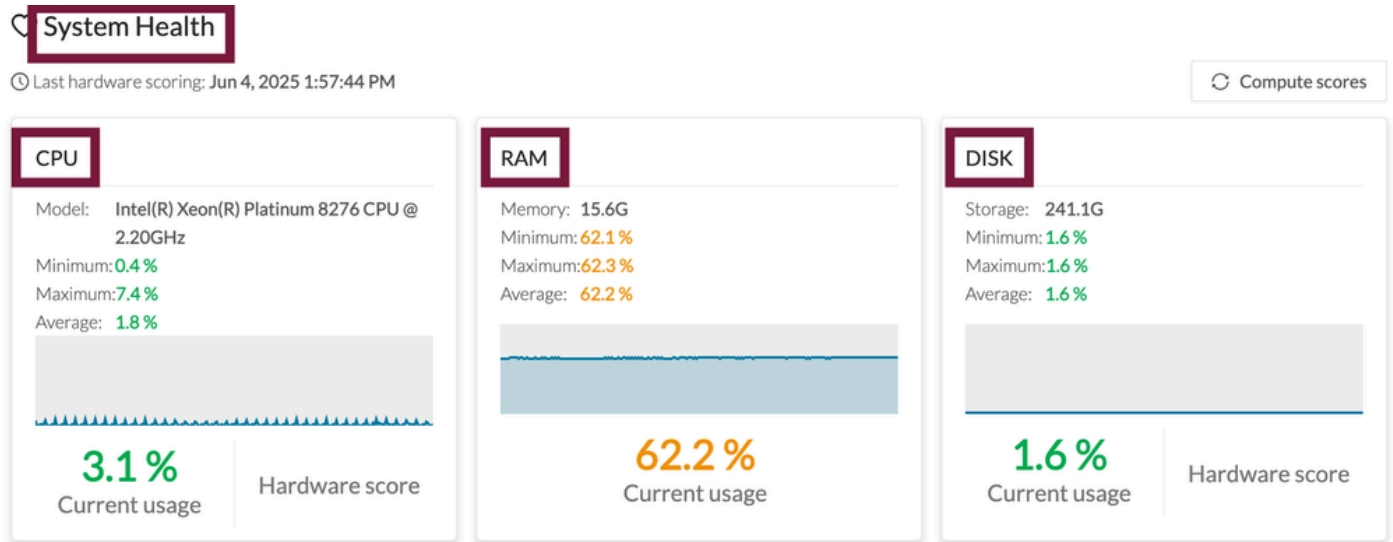 System Health
Last hardware scoring: Jun 4, 2025 1:57:44 PM
Compute scores
CPU
Model: Intel(R) Xeon(R) Platinum 8276 CPU @
2.20GHz
Minimum: 0.4 %
Maximum: 7.4 %
Average: 1.8 %
3.1 %
Current usage
Hardware score
RAM
Memory: 15.6G
Minimum: 62.1 %
Maximum: 62.3 %
Average: 62.2 %
62.2 %
Current usage
DISK
Storage: 241.1G
Minimum: 1.6 %
Maximum: 1.6 %
Average: 1.6 %
1.6 %
Current usage
Hardware score